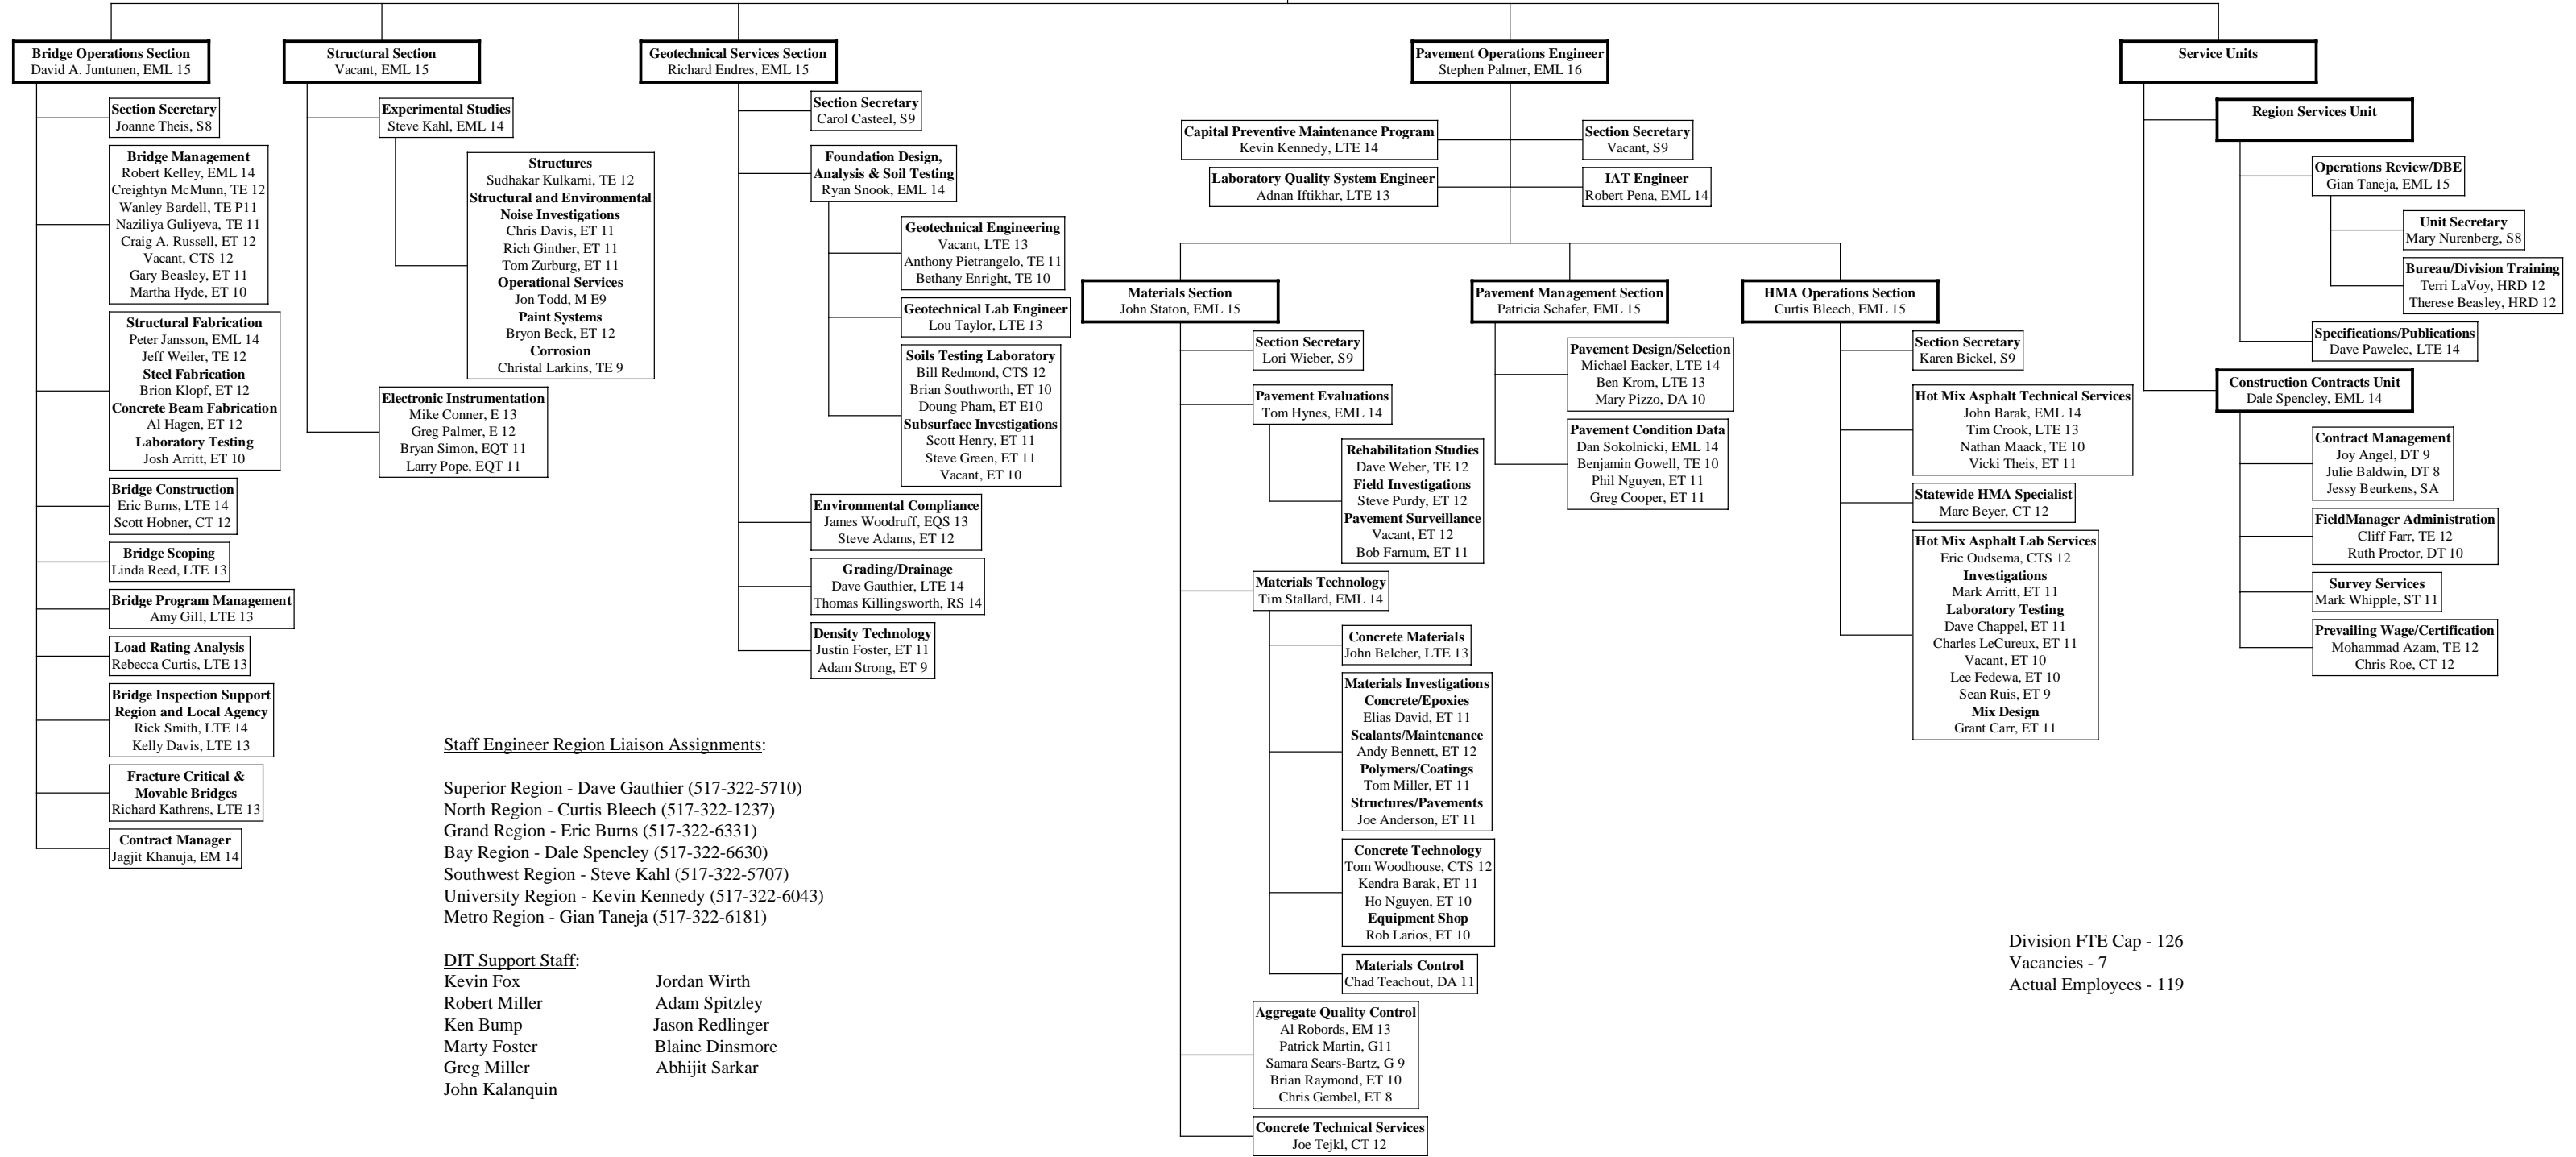 Bridge Operations Section
David A. Juntunen, EML 15
Section Secretary
Joanne Theis, S8
Bridge Management
Robert Kelley, EML 14
Creightyn McMunn, TE 12
Wanley Bardell, TE P11
Naziliya Guliyeva, TE 11
Craig A. Russell, ET 12
Vacant, CTS 12
Gary Beasley, ET 11
Martha Hyde, ET 10
Structural Fabrication
Peter Jansson, EML 14
Jeff Weiler, TE 12
Steel Fabrication
Brion Klopf, ET 12
Concrete Beam Fabrication
Al Hagen, ET 12
Laboratory Testing
Josh Arritt, ET 10
Bridge Construction
Eric Burns, LTE 14
Scott Hobner, CT 12
Bridge Scoping
Linda Reed, LTE 13
Bridge Program Management
Amy Gill, LTE 13
Load Rating Analysis
Rebecca Curtis, LTE 13
Bridge Inspection Support
Region and Local Agency
Rick Smith, LTE 14
Kelly Davis, LTE 13
Fracture Critical &
Movable Bridges
Richard Kathrens, LTE 13
Contract Manager
Jagjit Khanuja, EM 14
Structural Section
Vacant, EML 15
Experimental Studies
Steve Kahl, EML 14
Structures
Sudhakar Kulkarni, TE 12
Structural and Environmental
Noise Investigations
Chris Davis, ET 11
Rich Ginther, ET 11
Tom Zurburg, ET 11
Operational Services
Jon Todd, M E9
Paint Systems
Bryon Beck, ET 12
Corrosion
Christal Larkins, TE 9
Electronic Instrumentation
Mike Conner, E 13
Greg Palmer, E 12
Bryan Simon, EQT 11
Larry Pope, EQT 11
Geotechnical Services Section
Richard Endres, EML 15
Section Secretary
Carol Casteel, S9
Foundation Design,
Analysis & Soil Testing
Ryan Snook, EML 14
Geotechnical Engineering
Vacant, LTE 13
Anthony Pietrangelo, TE 11
Bethany Enright, TE 10
Geotechnical Lab Engineer
Lou Taylor, LTE 13
Soils Testing Laboratory
Bill Redmond, CTS 12
Brian Southworth, ET 10
Doung Pham, ET E10
Subsurface Investigations
Scott Henry, ET 11
Steve Green, ET 11
Vacant, ET 10
Environmental Compliance
James Woodruff, EQS 13
Steve Adams, ET 12
Grading/Drainage
Dave Gauthier, LTE 14
Thomas Killingsworth, RS 14
Density Technology
Justin Foster, ET 11
Adam Strong, ET 9
Pavement Operations Engineer
Stephen Palmer, EML 16
Capital Preventive Maintenance Program
Kevin Kennedy, LTE 14
Section Secretary
Vacant, S9
Laboratory Quality System Engineer
Adnan Iftikhar, LTE 13
IAT Engineer
Robert Pena, EML 14
Materials Section
John Staton, EML 15
Section Secretary
Lori Wieber, S9
Pavement Evaluations
Tom Hynes, EML 14
Rehabilitation Studies
Dave Weber, TE 12
Field Investigations
Steve Purdy, ET 12
Pavement Surveillance
Vacant, ET 12
Bob Farnum, ET 11
Materials Technology
Tim Stallard, EML 14
Concrete Materials
John Belcher, LTE 13
Materials Investigations
Concrete/Epoxies
Elias David, ET 11
Sealants/Maintenance
Andy Bennett, ET 12
Polymers/Coatings
Tom Miller, ET 11
Structures/Pavements
Joe Anderson, ET 11
Concrete Technology
Tom Woodhouse, CTS 12
Kendra Barak, ET 11
Ho Nguyen, ET 10
Equipment Shop
Rob Larios, ET 10
Materials Control
Chad Teachout, DA 11
Aggregate Quality Control
Al Robords, EM 13
Patrick Martin, G11
Samara Sears-Bartz, G 9
Brian Raymond, ET 10
Chris Gembel, ET 8
Concrete Technical Services
Joe Tejkl, CT 12
Pavement Management Section
Patricia Schafer, EML 15
Pavement Design/Selection
Michael Eacker, LTE 14
Ben Krom, LTE 13
Mary Pizzo, DA 10
Pavement Condition Data
Dan Sokolnicki, EML 14
Benjamin Gowell, TE 10
Phil Nguyen, ET 11
Greg Cooper, ET 11
HMA Operations Section
Curtis Bleech, EML 15
Section Secretary
Karen Bickel, S9
Hot Mix Asphalt Technical Services
John Barak, EML 14
Tim Crook, LTE 13
Nathan Maack, TE 10
Vicki Theis, ET 11
Statewide HMA Specialist
Marc Beyer, CT 12
Hot Mix Asphalt Lab Services
Eric Oudsema, CTS 12
Investigations
Mark Arritt, ET 11
Laboratory Testing
Dave Chappel, ET 11
Charles LeCureux, ET 11
Vacant, ET 10
Lee Fedewa, ET 10
Sean Ruis, ET 9
Mix Design
Grant Carr, ET 11
Service Units
Region Services Unit
Operations Review/DBE
Gian Taneja, EML 15
Unit Secretary
Mary Nurenberg, S8
Bureau/Division Training
Terri LaVoy, HRD 12
Therese Beasley, HRD 12
Specifications/Publications
Dave Pawelec, LTE 14
Construction Contracts Unit
Dale Spencley, EML 14
Contract Management
Joy Angel, DT 9
Julie Baldwin, DT 8
Jessy Beurkens, SA
FieldManager Administration
Cliff Farr, TE 12
Ruth Proctor, DT 10
Survey Services
Mark Whipple, ST 11
Prevailing Wage/Certification
Mohammad Azam, TE 12
Chris Roe, CT 12
Staff Engineer Region Liaison Assignments:
Superior Region - Dave Gauthier (517-322-5710)
North Region - Curtis Bleech (517-322-1237)
Grand Region - Eric Burns (517-322-6331)
Bay Region - Dale Spencley (517-322-6630)
Southwest Region - Steve Kahl (517-322-5707)
University Region - Kevin Kennedy (517-322-6043)
Metro Region - Gian Taneja (517-322-6181)
DIT Support Staff:
Kevin Fox Jordan Wirth
Robert Miller Adam Spitzley
Ken Bump Jason Redlinger
Marty Foster Blaine Dinsmore
Greg Miller Abhijit Sarkar
John Kalanquin
Division FTE Cap - 126
Vacancies - 7
Actual Employees - 119